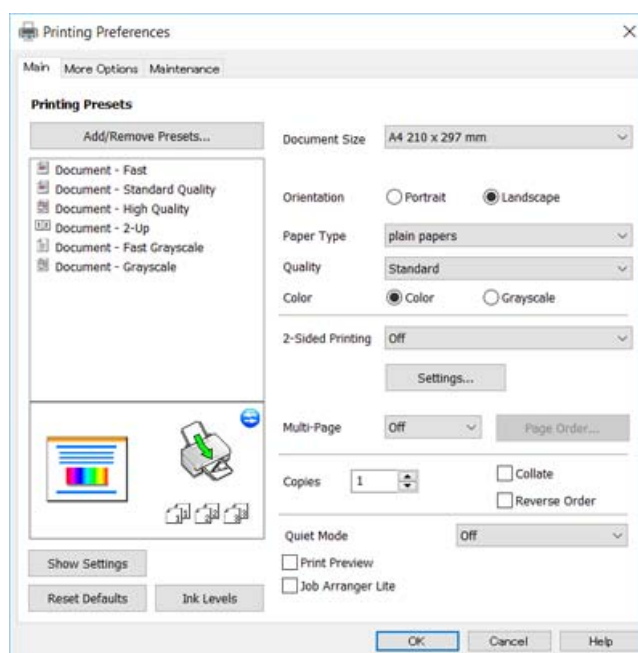 Printing Preferences
Main More Options Maintenance
Printing Presets
Add/Remove Presets...
Document - Fast
Document - Standard Quality
Document - High Quality
Document - 2-Up
Document - Fast Grayscale
Document - Grayscale
Show Settings
Reset Defaults Ink Levels
Document Size A4 210 x 297 mm
Orientation Portrait Landscape
Paper Type plain papers
Quality Standard
Color Color Grayscale
2-Sided Printing Off
Settings...
Multi-Page Off Page Order...
Copies 1 Collate
Reverse Order
Quiet Mode Off
Print Preview
Job Arranger Lite
OK Cancel Help